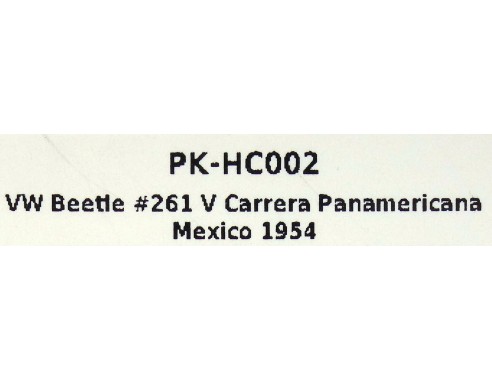 PK-HC002
VW Beetle #261 V Carrera Panamericana
Mexico 1954